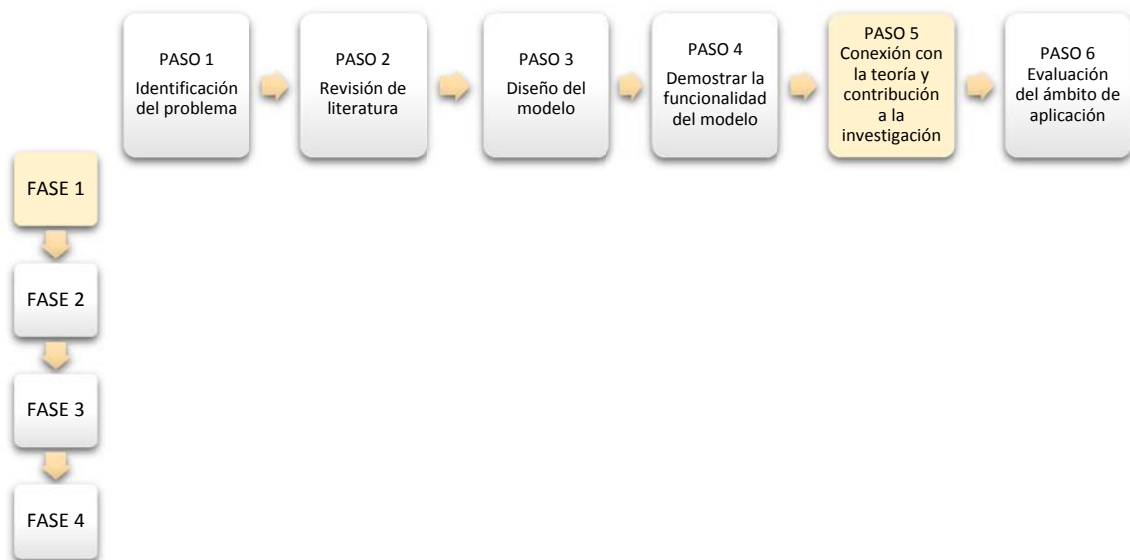 PASO 1
Identificación
del problema
PASO 2
Revisión de
literatura
PASO 3
Diseño del
modelo
PASO 4
Demostrar la
funcionalidad
del modelo
PASO 5
Conexión con
la teoría y
contribución
a la
investigación
PASO 6
Evaluación
del ámbito de
aplicación
FASE 1
FASE 2
FASE 3
FASE 4